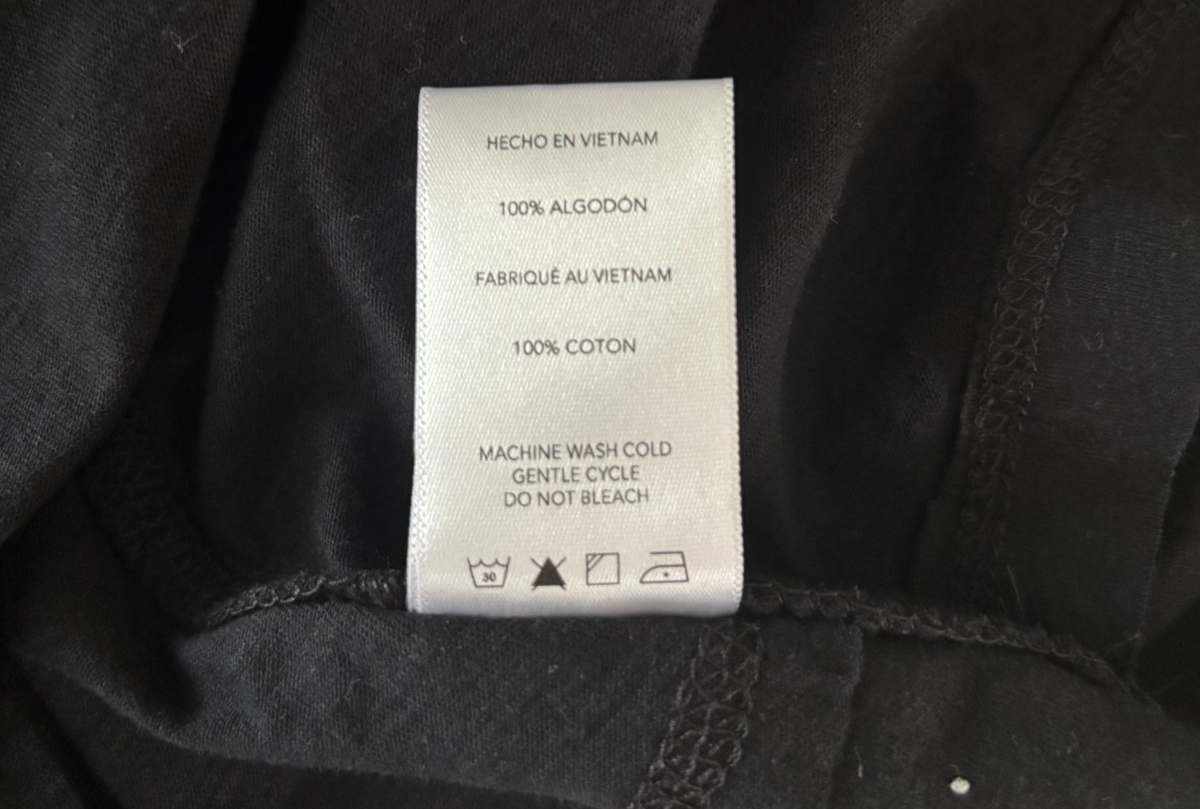 HECHO EN VIETNAM
100% ALGODÓN
FABRIQUÉ AU VIETNAM
100% COTON
MACHINE WASH COLD
GENTLE CYCLE
DO NOT BLEACH
30